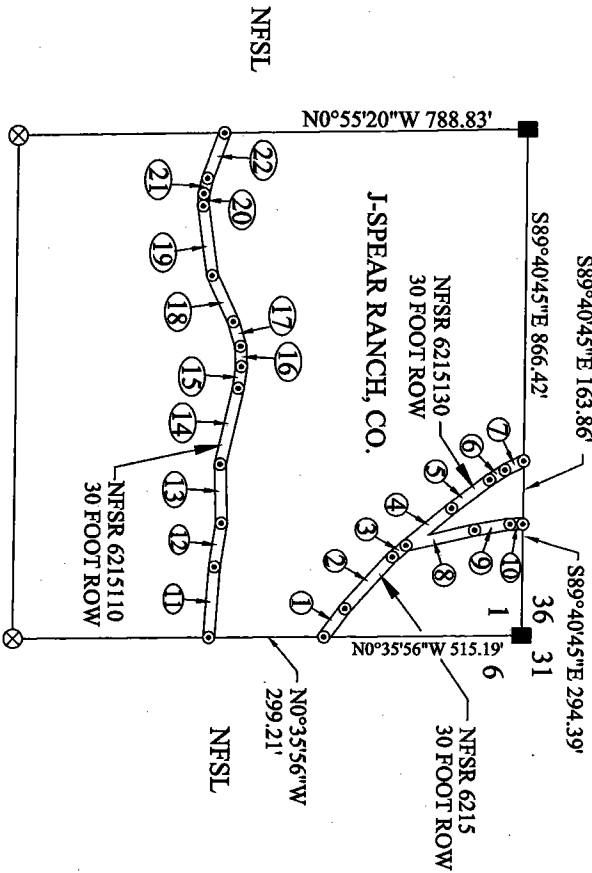 S89°40'45"E 163.86'
S89°40'45"E 866.42'
S89°40'45"E 294.39'
36
31
1
6
N0°55'20"W 788.83'
NFSL
J-SPEAR RANCH, CO.
NFSR 6215130
30 FOOT ROW
7
6
5
4
3
2
1
8
9
10
N0°35'56"W 515.19'
NFSR 6215
30 FOOT ROW
N0°35'56"W
299.21'
NFSL
22
21
20
19
18
17
16
15
14
13
12
11
NFSR 6215110
30 FOOT ROW